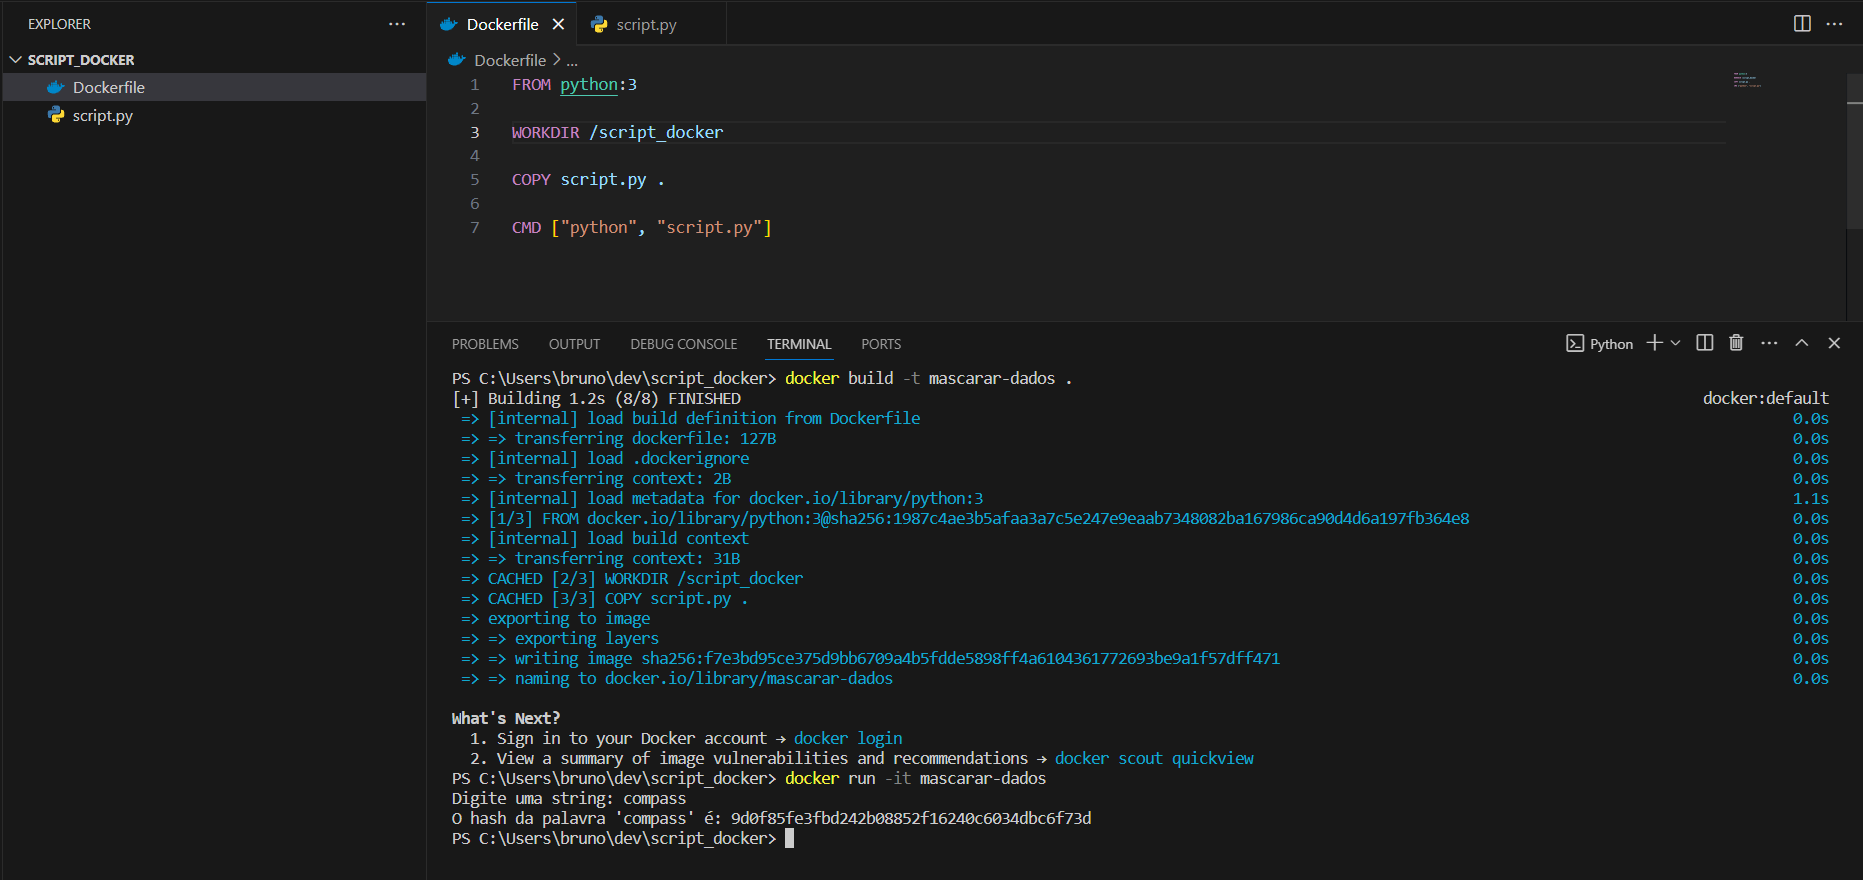 EXPLORER
SCRIPT_DOCKER
Dockerfile
script.py
Dockerfile
script.py
Dockerfile > ...
1 FROM python:3
2
3 WORKDIR /script_docker
4
5 COPY script.py .
6
7 CMD ["python", "script.py"]
PROBLEMS OUTPUT DEBUG CONSOLE TERMINAL PORTS
Python
PS C:\Users\bruno\dev\script_docker> docker build -t mascarar-dados .
[+] Building 1.2s (8/8) FINISHED docker:default
=> [internal] load build definition from Dockerfile 0.0s
=> => transferring dockerfile: 127B 0.0s
=> [internal] load .dockerignore 0.0s
=> => transferring context: 2B 0.0s
=> [internal] load metadata for docker.io/library/python:3 1.1s
=> [1/3] FROM docker.io/library/python:3@sha256:1987c4ae3b5afaa3a7c5e247e9eaab7348082ba167986ca90d4d6a197fb364e8 0.0s
=> [internal] load build context 0.0s
=> => transferring context: 31B 0.0s
=> CACHED [2/3] WORKDIR /script_docker 0.0s
=> CACHED [3/3] COPY script.py . 0.0s
=> exporting to image 0.0s
=> => exporting layers 0.0s
=> => writing image sha256:f7e3bd95ce375d9bb6709a4b5fdde5898ff4a6104361772693be9a1f57dff471 0.0s
=> => naming to docker.io/library/mascarar-dados 0.0s
What's Next?
1. Sign in to your Docker account → docker login
2. View a summary of image vulnerabilities and recommendations → docker scout quickview
PS C:\Users\bruno\dev\script_docker> docker run -it mascarar-dados
Digite uma string: compass
O hash da palavra 'compass' é: 9d0f85fe3fbd242b08852f16240c6034dbc6f73d
PS C:\Users\bruno\dev\script_docker>